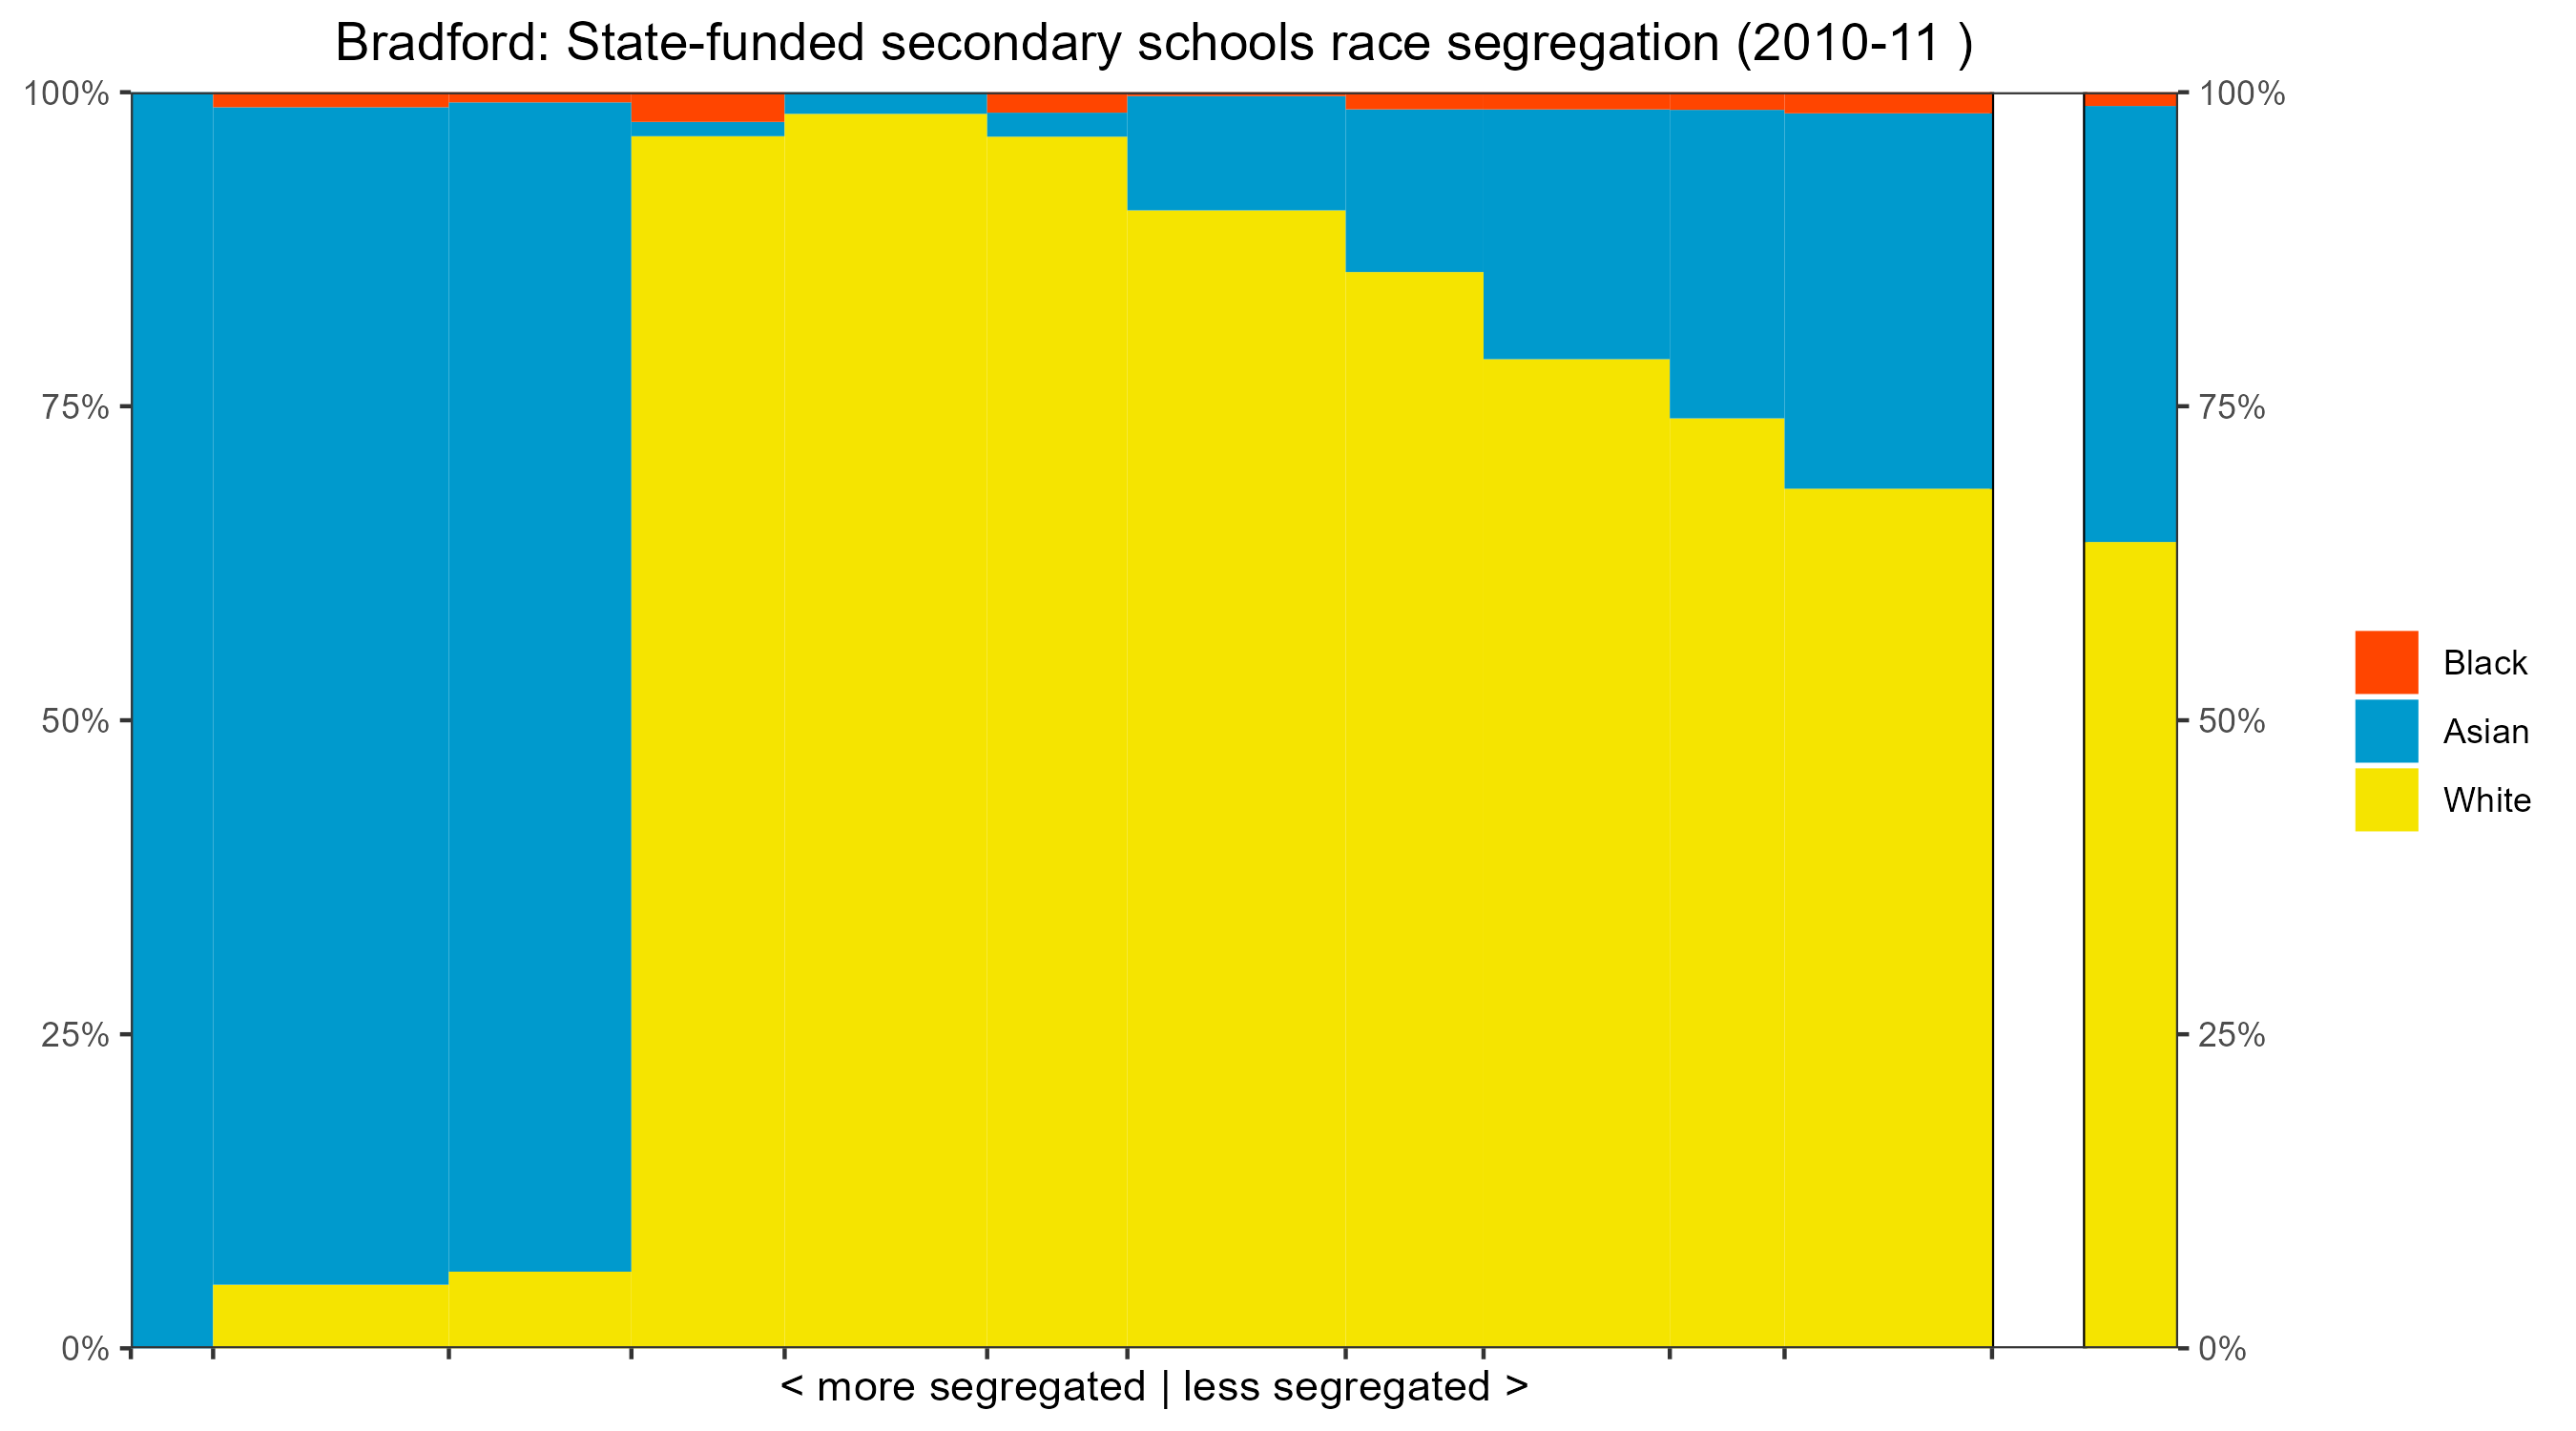 Bradford: State-funded secondary schools race segregation (2010-11 )
100%
75%
50%
25%
0%
100%
75%
50%
25%
0%
Black
Asian
White
< more segregated | less segregated >